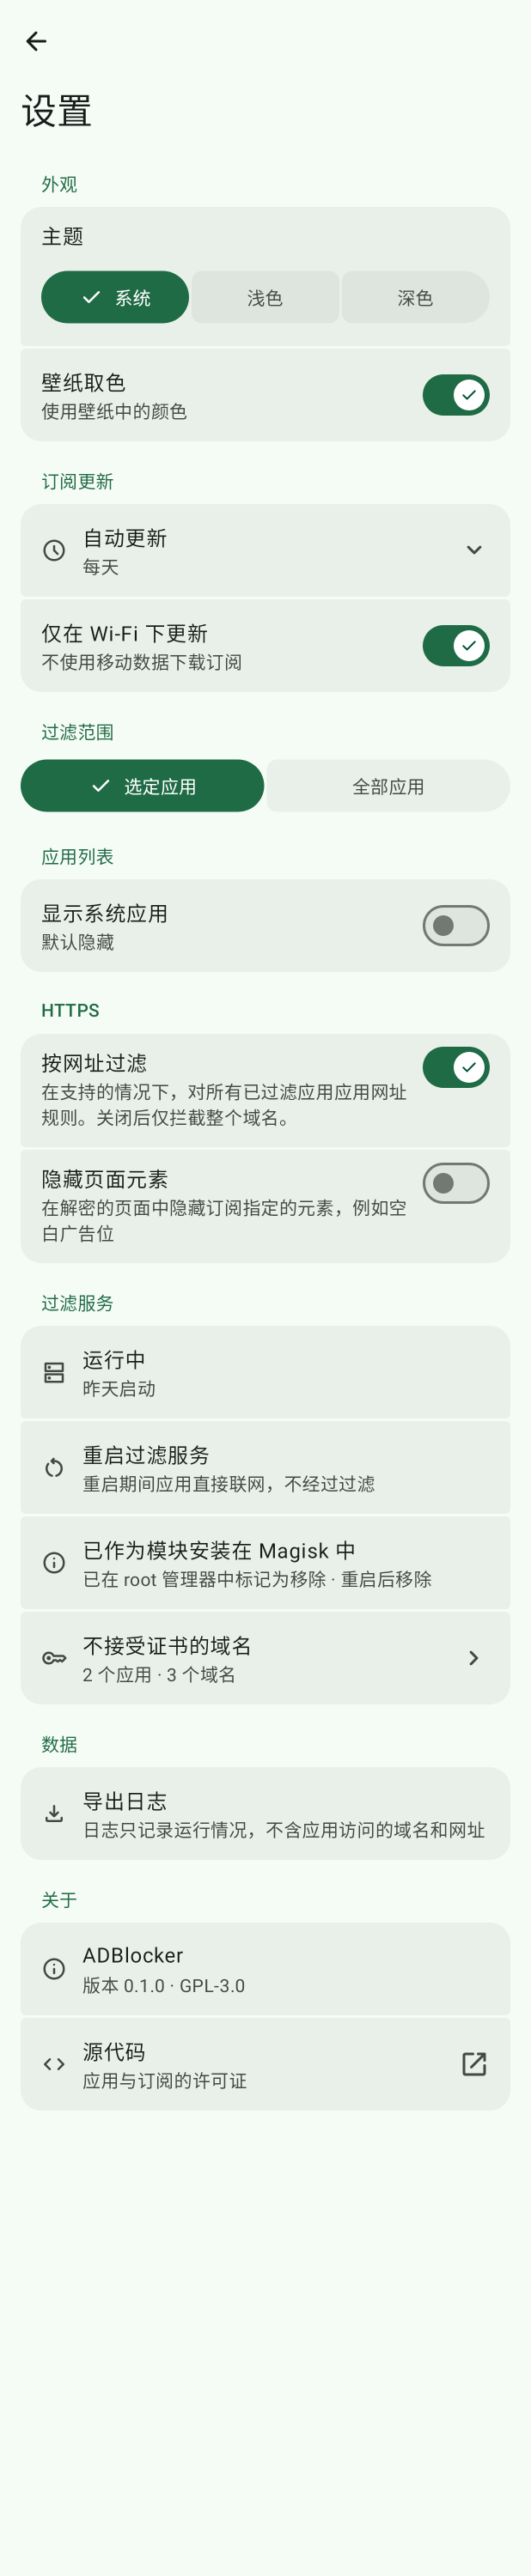 设置
外观
主题
系统
浅色
深色
壁纸取色
使用壁纸中的颜色
订阅更新
自动更新
每天
仅在 Wi-Fi 下更新
不使用移动数据下载订阅
过滤范围
选定应用
全部应用
应用列表
显示系统应用
默认隐藏
HTTPS
按网址过滤
在支持的情况下，对所有已过滤应用应用网址
规则。关闭后仅拦截整个域名。
隐藏页面元素
在解密的页面中隐藏订阅指定的元素，例如空
白广告位
过滤服务
运行中
昨天启动
重启过滤服务
重启期间应用直接联网，不经过过滤
已作为模块安装在 Magisk 中
已在 root 管理器中标记为移除 · 重启后移除
不接受证书的域名
2 个应用 · 3 个域名
数据
导出日志
日志只记录运行情况，不含应用访问的域名和网址
关于
ADBlocker
版本 0.1.0 · GPL-3.0
源代码
应用与订阅的许可证